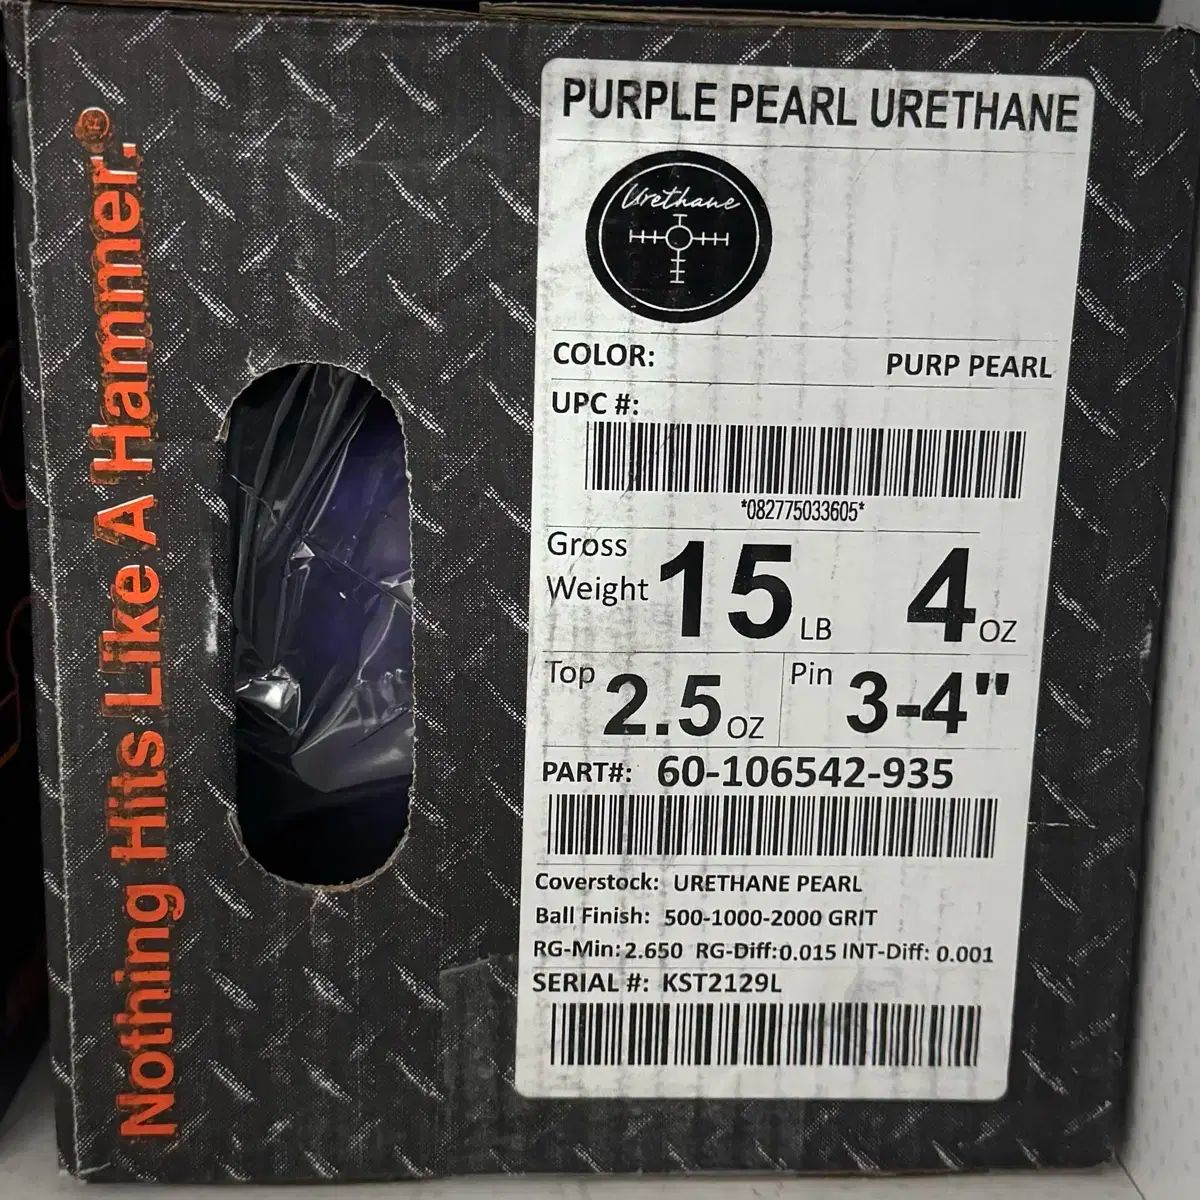 Nothing Hits Like A Hammer.®
PURPLE PEARL URETHANE
Urethane
COLOR: PURP PEARL
UPC #:
*082775033605*
Gross Weight 15 LB 4 OZ
Top 2.5 OZ Pin 3-4"
PART#: 60-106542-935
Coverstock: URETHANE PEARL
Ball Finish: 500-1000-2000 GRIT
RG-Min: 2.650 RG-Diff:0.015 INT-Diff: 0.001
SERIAL #: KST2129L